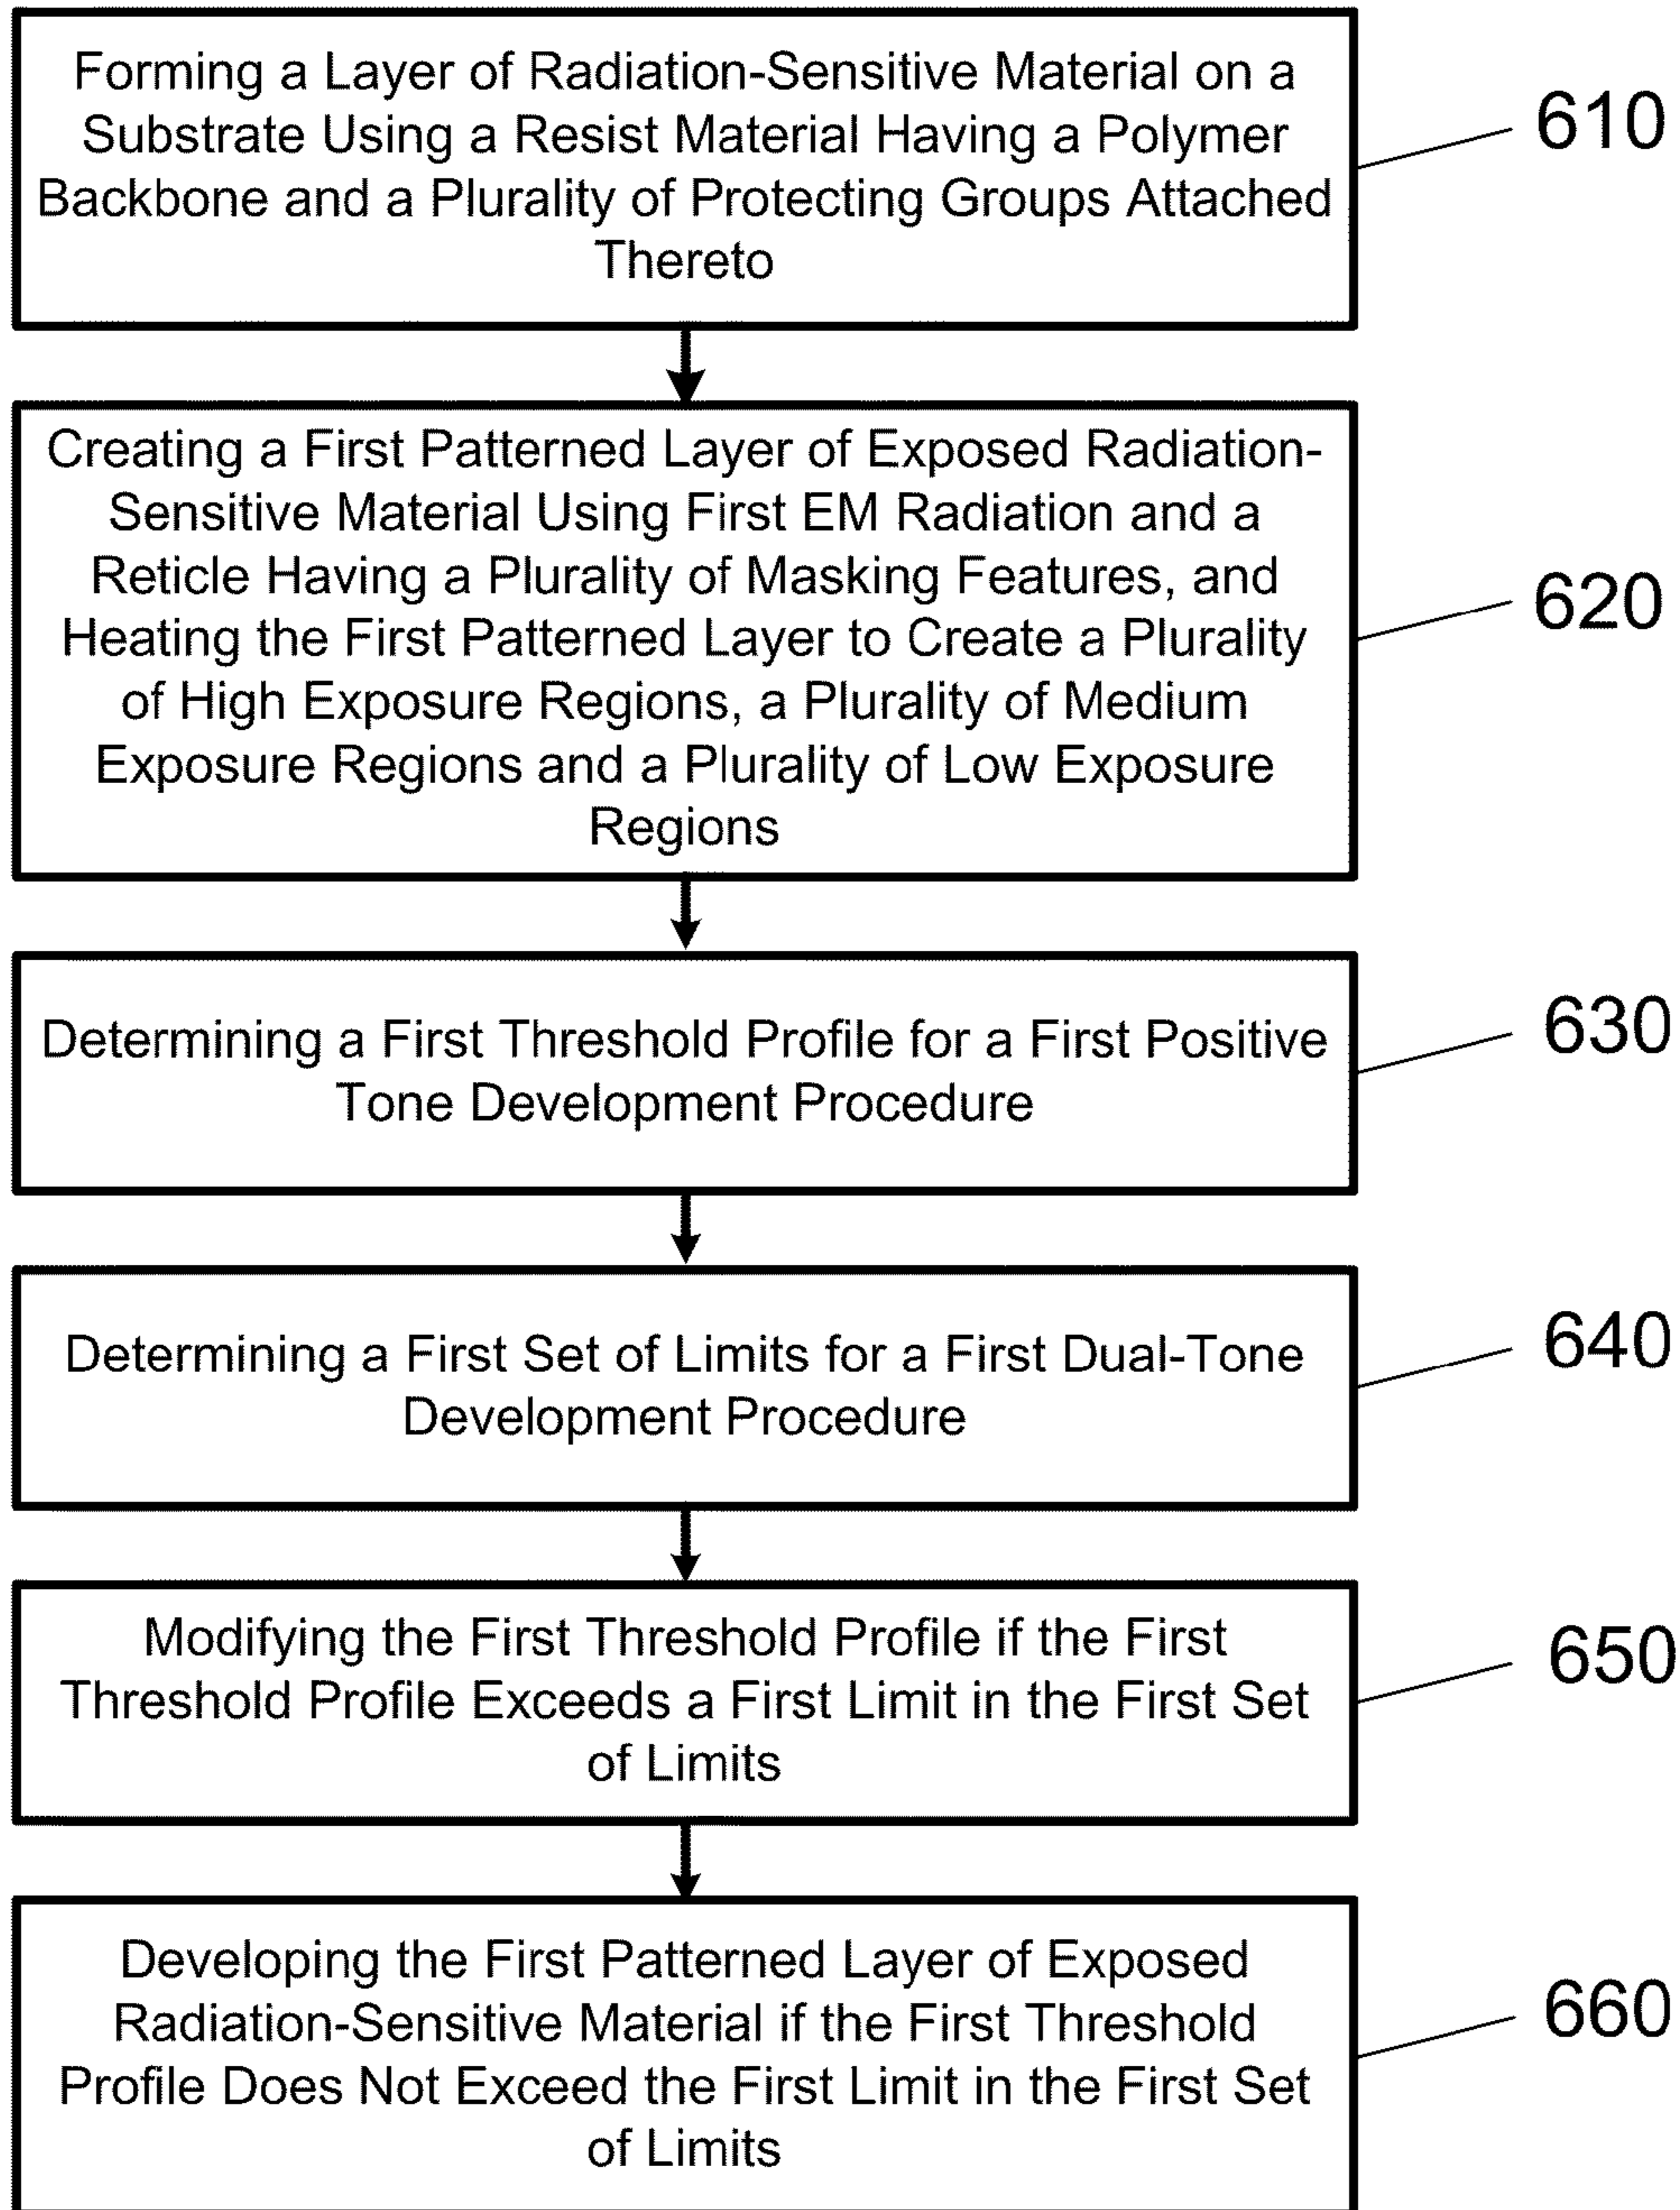 Forming a Layer of Radiation-Sensitive Material on a
Substrate Using a Resist Material Having a Polymer
Backbone and a Plurality of Protecting Groups Attached
Thereto
610
Creating a First Patterned Layer of Exposed Radiation-
Sensitive Material Using First EM Radiation and a
Reticle Having a Plurality of Masking Features, and
Heating the First Patterned Layer to Create a Plurality
of High Exposure Regions, a Plurality of Medium
Exposure Regions and a Plurality of Low Exposure
Regions
620
Determining a First Threshold Profile for a First Positive
Tone Development Procedure
630
Determining a First Set of Limits for a First Dual-Tone
Development Procedure
640
Modifying the First Threshold Profile if the First
Threshold Profile Exceeds a First Limit in the First Set
of Limits
650
Developing the First Patterned Layer of Exposed
Radiation-Sensitive Material if the First Threshold
Profile Does Not Exceed the First Limit in the First Set
of Limits
660